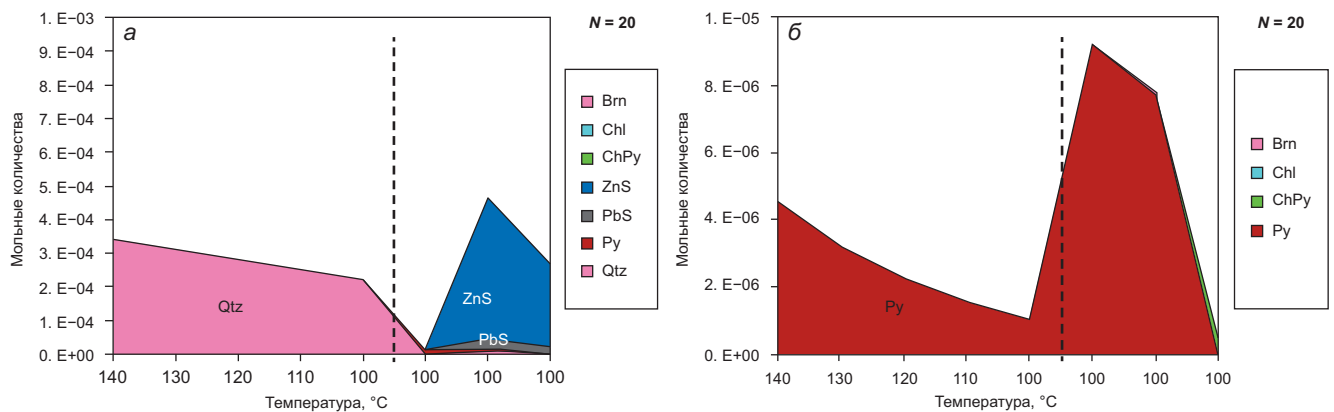 а
N = 20
1. E−03
9. E−04
8. E−04
7. E−04
6. E−04
5. E−04
4. E−04
3. E−04
2. E−04
1. E−04
0. E+00
Мольные количества
Qtz
ZnS
PbS
140 130 120 110 100 100 100 100
Температура, °С
Brn
Chl
ChPy
ZnS
PbS
Py
Qtz
б
N = 20
1. E−05
8. E−06
6. E−06
4. E−06
2. E−06
0. E+00
Мольные количества
Py
140 130 120 110 100 100 100 100
Температура, °С
Brn
Chl
ChPy
Py